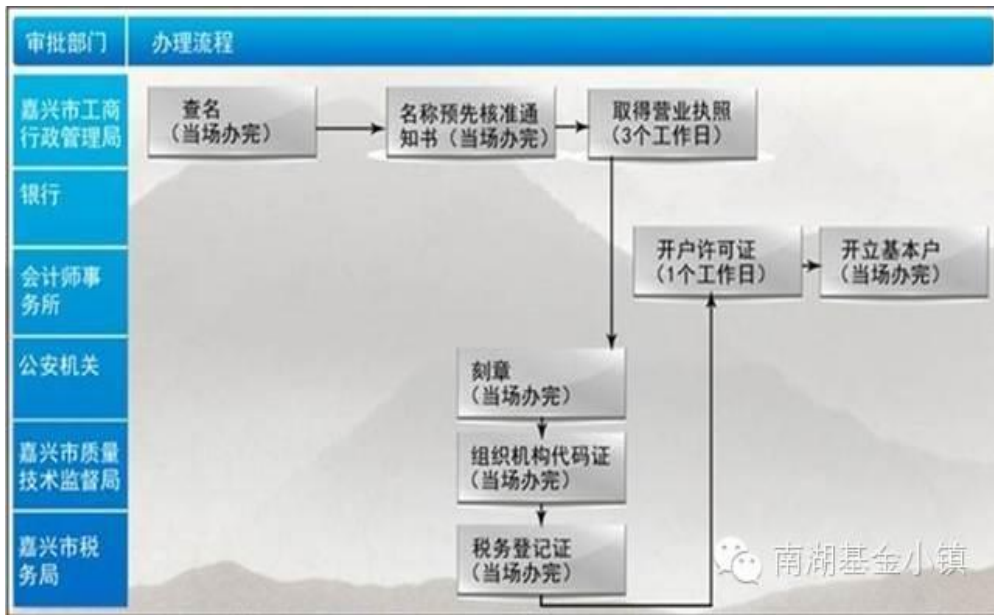 审批部门
办理流程
嘉兴市工商
行政管理局
查名
（当场办完）
名称预先核准通
知书（当场办完）
取得营业执照
（3个工作日）
银行
开户许可证
（1个工作日）
开立基本户
（当场办完）
会计师事
务所
公安机关
刻章
（当场办完）
嘉兴市质量
技术监督局
组织机构代码证
（当场办完）
嘉兴市税
务局
税务登记证
（当场办完）
南湖基金小镇